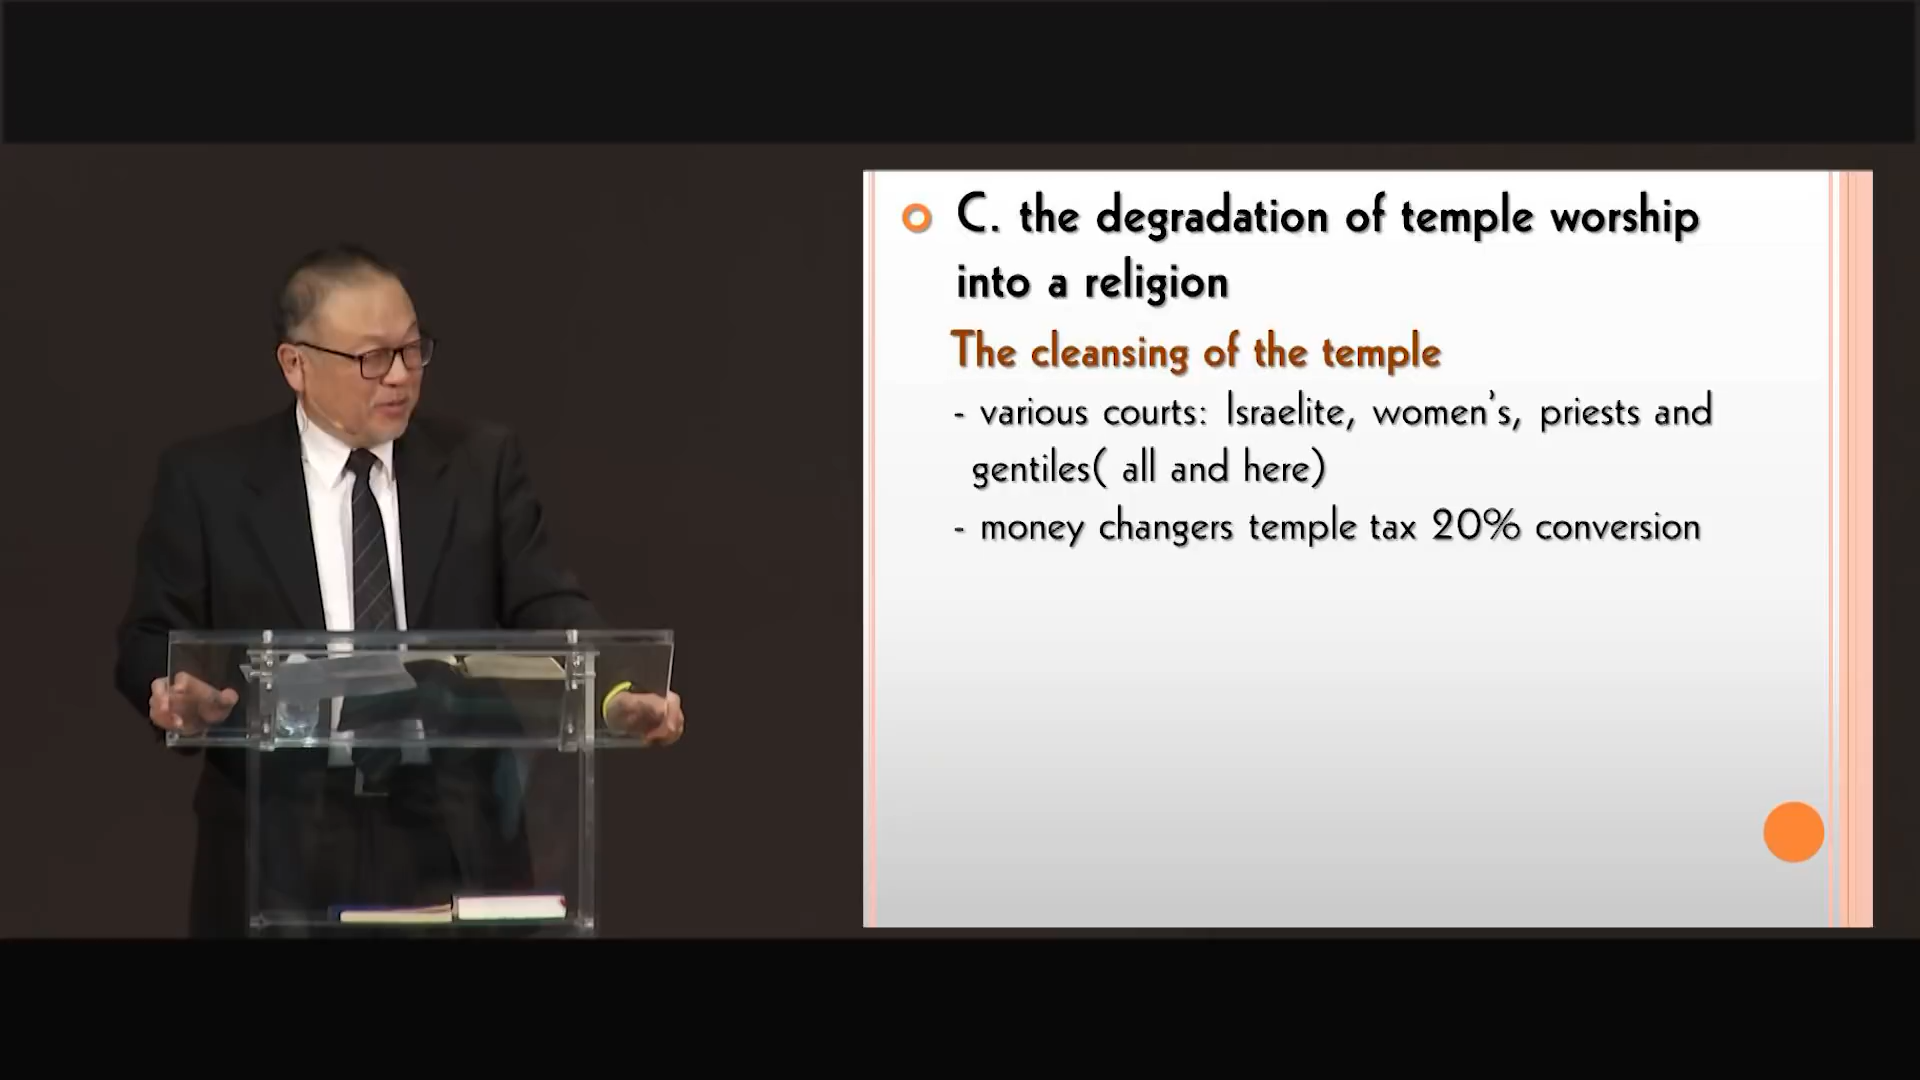 C. the degradation of temple worship
into a religion
The cleansing of the temple
- various courts: Israelite, women's, priests and
gentiles( all and here)
- money changers temple tax 20% conversion